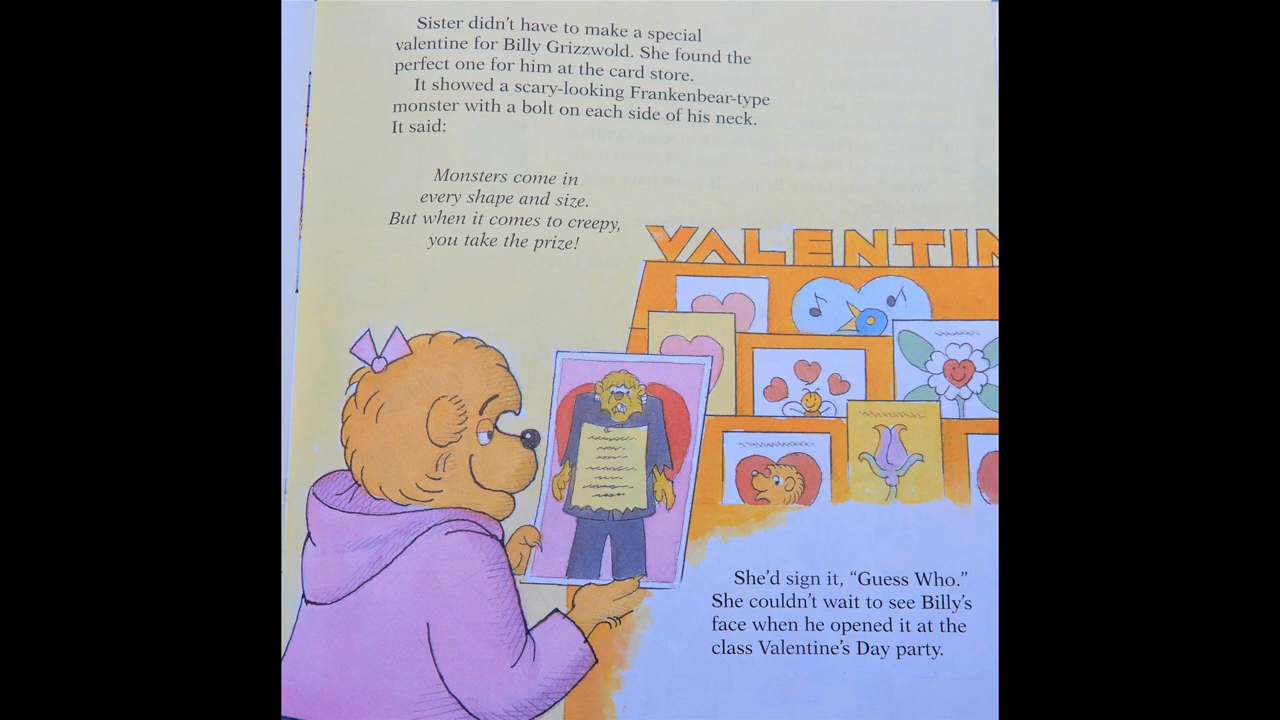 Sister didn't have to make a special
valentine for Billy Grizzwold. She found the
perfect one for him at the card store.
It showed a scary-looking Frankenbear-type
monster with a bolt on each side of his neck.
It said:
Monsters come in
every shape and size.
But when it comes to creepy,
you take the prize!
VALENTIN
She'd sign it, “Guess Who.”
She couldn't wait to see Billy's
face when he opened it at the
class Valentine's Day party.